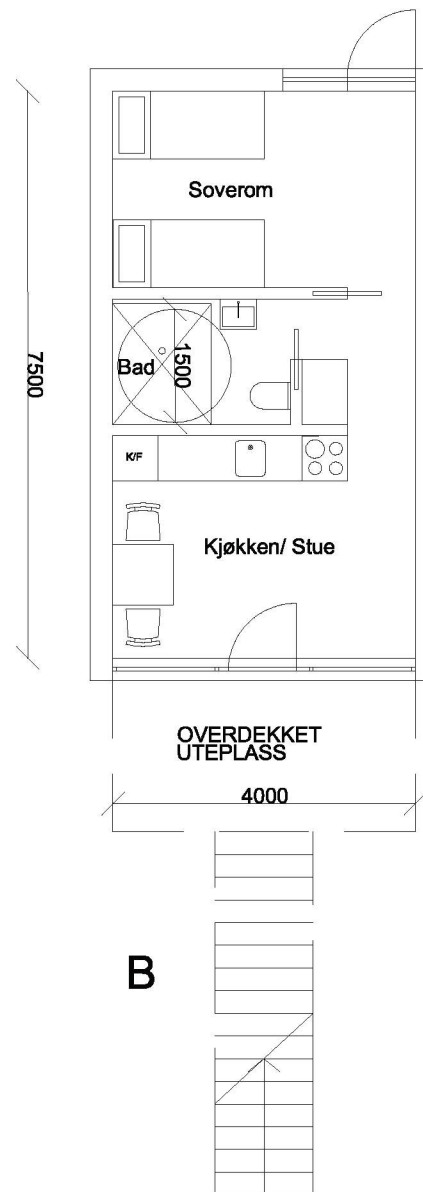 Soverom
7500
1500
Bad
K/F
Kjøkken/ Stue
OVERDEKKET
UTEPLASS
4000
B